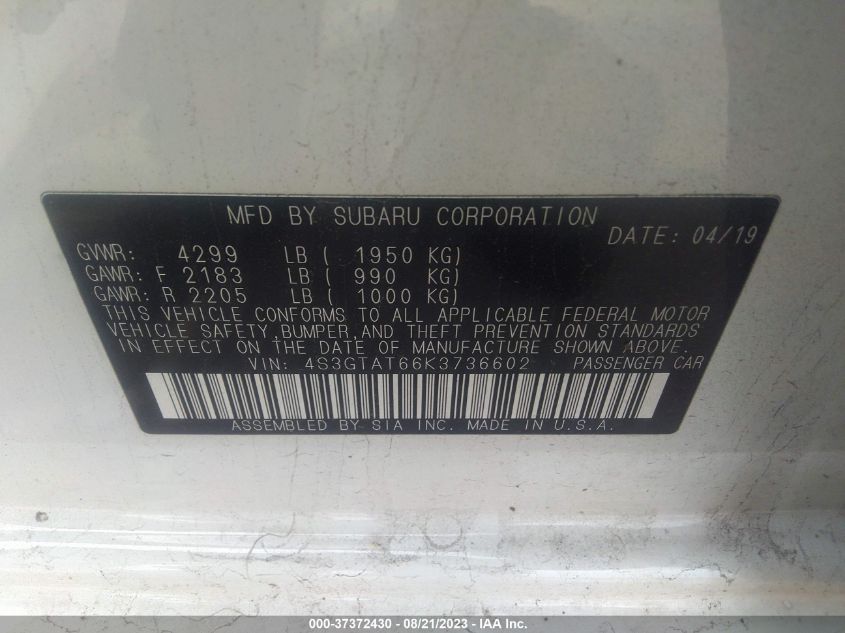 MFD BY SUBARU CORPORATION
DATE: 04/19
GVWR: 4299 LB ( 1950 KG)
GAWR: F 2183 LB ( 990 KG)
GAWR: R 2205 LB ( 1000 KG)
THIS VEHICLE CONFORMS TO ALL APPLICABLE FEDERAL MOTOR
VEHICLE SAFETY, BUMPER, AND THEFT PREVENTION STANDARDS
IN EFFECT ON THE DATE OF MANUFACTURE SHOWN ABOVE.
VIN: 4S3GTAT66K3736602 PASSENGER CAR
ASSEMBLED BY SIA INC. MADE IN U.S.A.
000-37372430 - 08/21/2023 - IAA Inc.